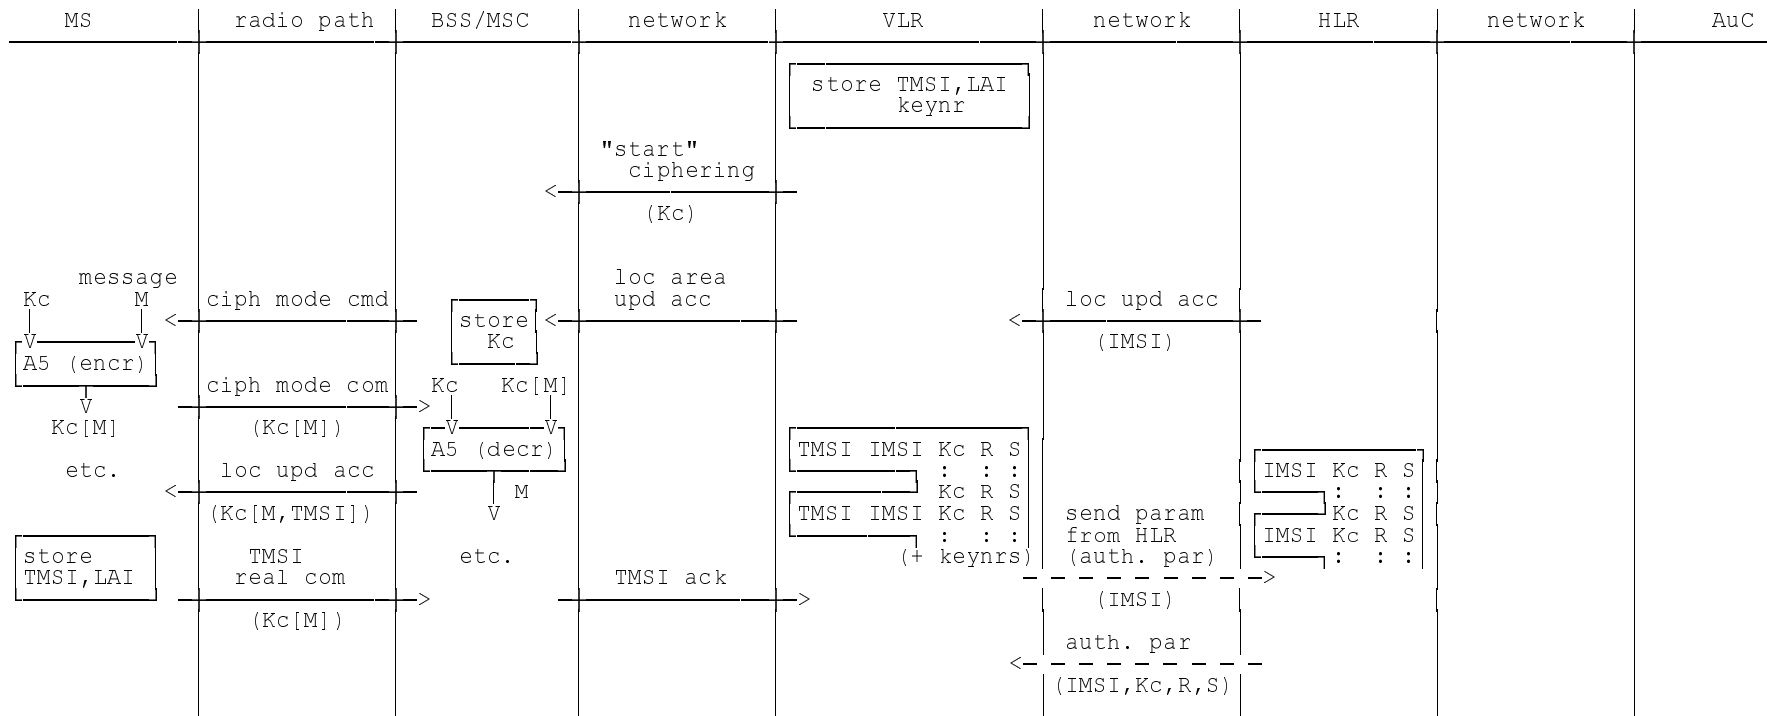 MS radio path BSS/MSC network VLR network HLR network AuC
store TMSI,LAI
keynr
"start"
ciphering
(Kc)
message loc area
Kc M ciph mode cmd upd acc loc upd acc
< store < <
V V Kc (IMSI)
A5 (encr)
ciph mode com Kc Kc[M]
V >
Kc[M] (Kc[M]) V V
A5 (decr) TMSI IMSI Kc R S
etc. loc upd acc : : : IMSI Kc R S
< M Kc R S : : :
(Kc[M,TMSI]) V TMSI IMSI Kc R S send param Kc R S
: : : from HLR IMSI Kc R S
store TMSI etc. (+ keynrs) (auth. par) : : :
TMSI,LAI real com TMSI ack >
> > (IMSI)
(Kc[M])
auth. par
<
(IMSI,Kc,R,S)